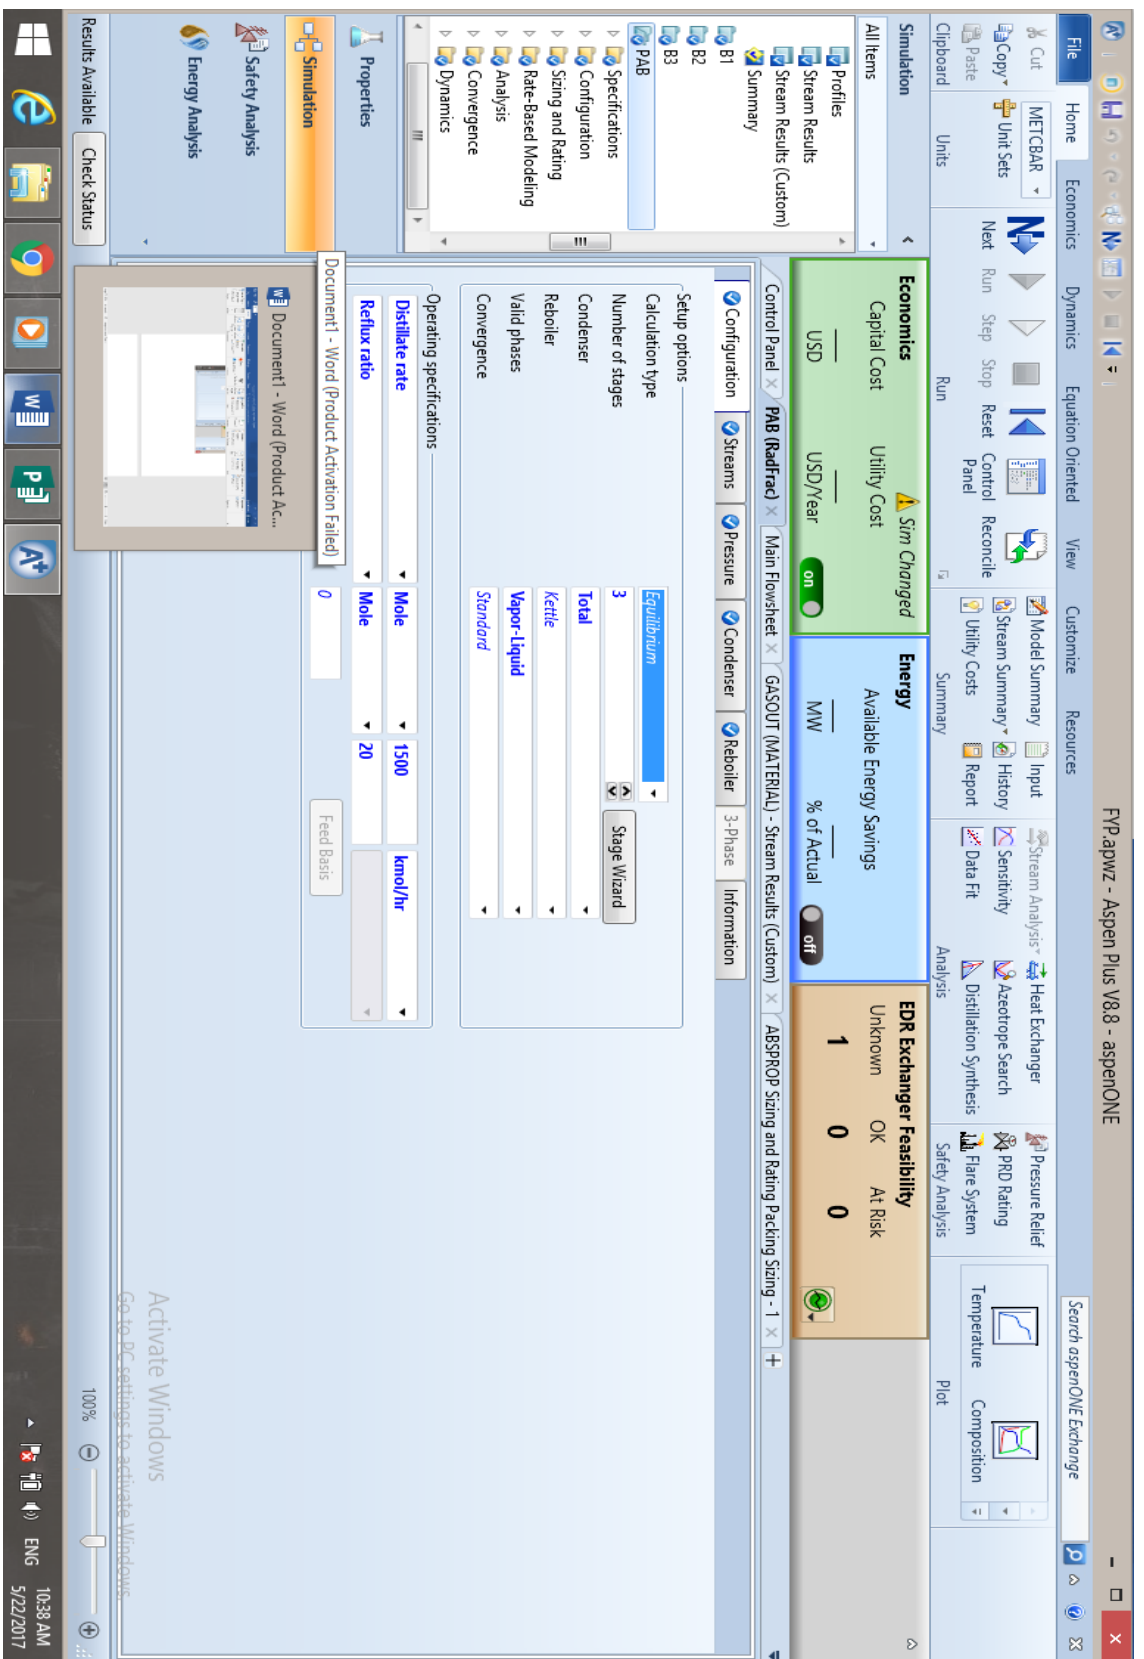 FYP.apwz - Aspen Plus V8.8 - aspenONE
File Home Economics Dynamics Equation Oriented View Customize Resources Search aspenONE Exchange
Cut
Copy
Paste
Clipboard
METCBAR
Unit Sets
Units
Next Run Step Stop Reset Control Panel Reconcile
Run
Model Summary Input
Stream Summary History
Utility Costs Report
Summary
Stream Analysis Heat Exchanger
Sensitivity Azeotrope Search
Data Fit Distillation Synthesis
Analysis
Pressure Relief
PRD Rating
Flare System
Safety Analysis
Temperature Composition
Plot
Simulation
All Items
Profiles
Stream Results
Stream Results (Custom)
Summary
B1
B2
B3
PAB
Specifications
Configuration
Sizing and Rating
Rate-Based Modeling
Analysis
Convergence
Dynamics
Properties
Simulation
Safety Analysis
Energy Analysis
Economics Sim Changed
Capital Cost Utility Cost
USD USD/Year on
Energy
Available Energy Savings
MW % of Actual off
EDR Exchanger Feasibility
Unknown OK At Risk
1 0 0
Control Panel PAB (RadFrac) Main Flowsheet GASOUT (MATERIAL) - Stream Results (Custom) ABSPROP Sizing and Rating Packing Sizing - 1
Configuration Streams Pressure Condenser Reboiler 3-Phase Information
Setup options
Calculation type Equilibrium
Number of stages 3 Stage Wizard
Condenser Total
Reboiler Kettle
Valid phases Vapor-Liquid
Convergence Standard
Operating specifications
Distillate rate Mole 1500 kmol/hr
Reflux ratio Mole 20
0 Feed Basis
Document1 - Word (Product Activation Failed)
Document1 - Word (Product Ac...
Activate Windows
Go to PC settings to activate Windows.
Results Available Check Status 100%
ENG 10:38 AM
5/22/2017